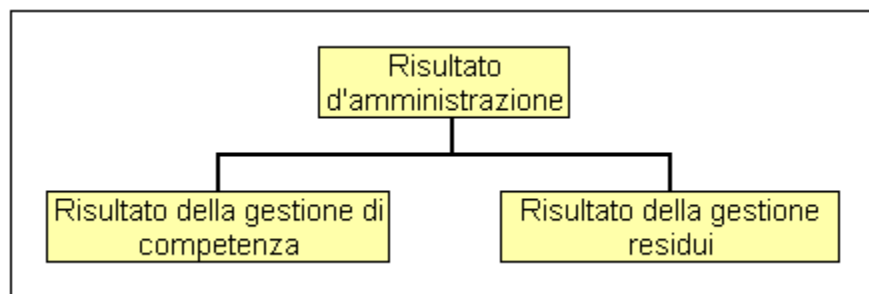 Risultato
d'amministrazione
Risultato della gestione di
competenza
Risultato della gestione
residui